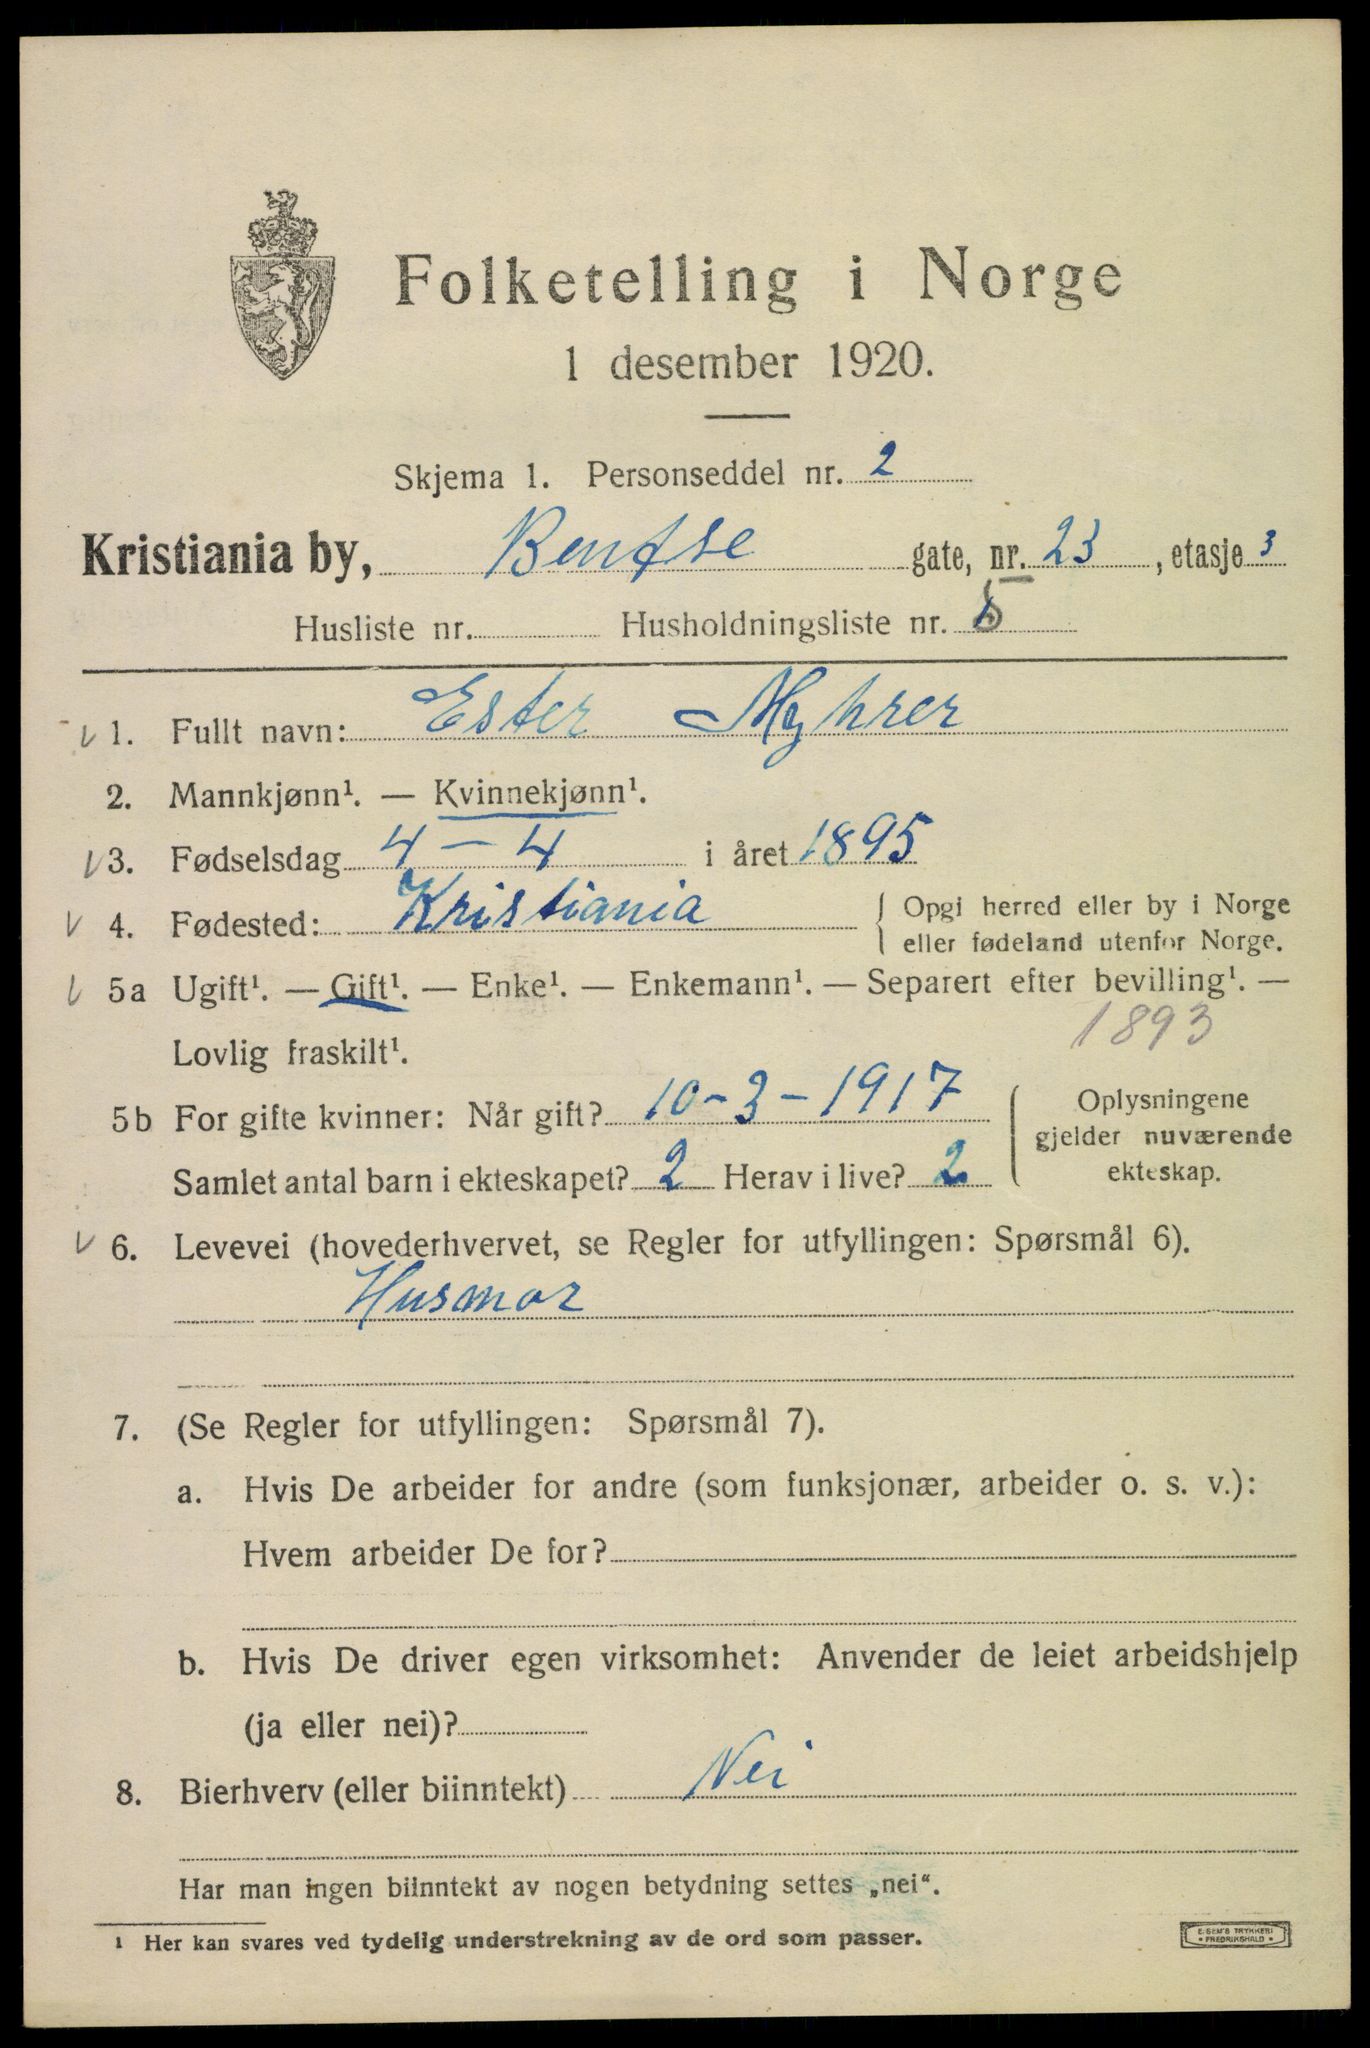 Folketelling i Norge
1 desember 1920.
Skjema 1. Personseddel nr. 2
Kristiania by, Bentse gate, nr. 23, etasje 3
Husliste nr. Husholdningsliste nr.
1. Fullt navn: Ester Myhrer
2. Mannkjønn¹. — Kvinnekjønn¹.
3. Fødselsdag 4 - 4 i året 1895
4. Fødested: Kristiania { Opgi herred eller by i Norge
eller fødeland utenfor Norge.
5a Ugift¹. — Gift¹. — Enke¹. — Enkemann¹. — Separert efter bevilling¹. —
Lovlig fraskilt¹. 1893
5b For gifte kvinner: Når gift? 10-3-1917
Samlet antal barn i ekteskapet? 2 Herav i live? 2
Oplysningene
gjelder nuværende
ekteskap.
6. Levevei (hovederhvervet, se Regler for utfyllingen: Spørsmål 6).
Husmor
7. (Se Regler for utfyllingen: Spørsmål 7).
a. Hvis De arbeider for andre (som funksjonær, arbeider o. s. v.):
Hvem arbeider De for?
b. Hvis De driver egen virksomhet: Anvender de leiet arbeidshjelp
(ja eller nei)?
8. Bierhverv (eller biinntekt) Nei
Har man ingen biinntekt av nogen betydning settes „nei“.
¹ Her kan svares ved tydelig understrekning av de ord som passer.
E. SEM'S TRYKKERI
• FREDRIKSHALD •